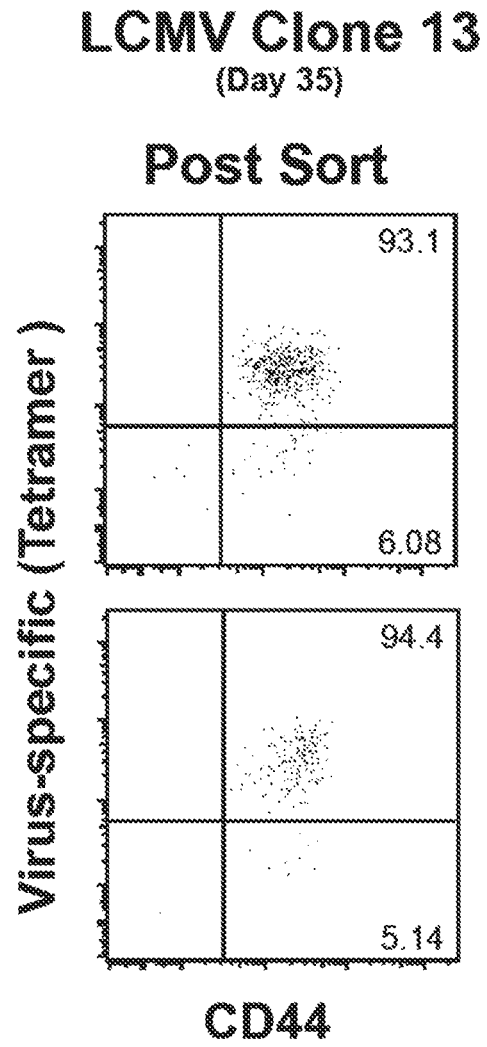 LCMV Clone 13
(Day 35)
Post Sort
Virus-specific (Tetramer )
93.1
6.08
94.4
5.14
CD44